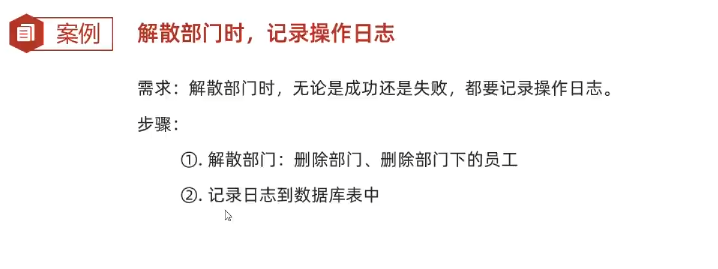 案例
解散部门时，记录操作日志
需求：解散部门时，无论是成功还是失败，都要记录操作日志。
步骤：
①. 解散部门：删除部门、删除部门下的员工
②. 记录日志到数据库表中